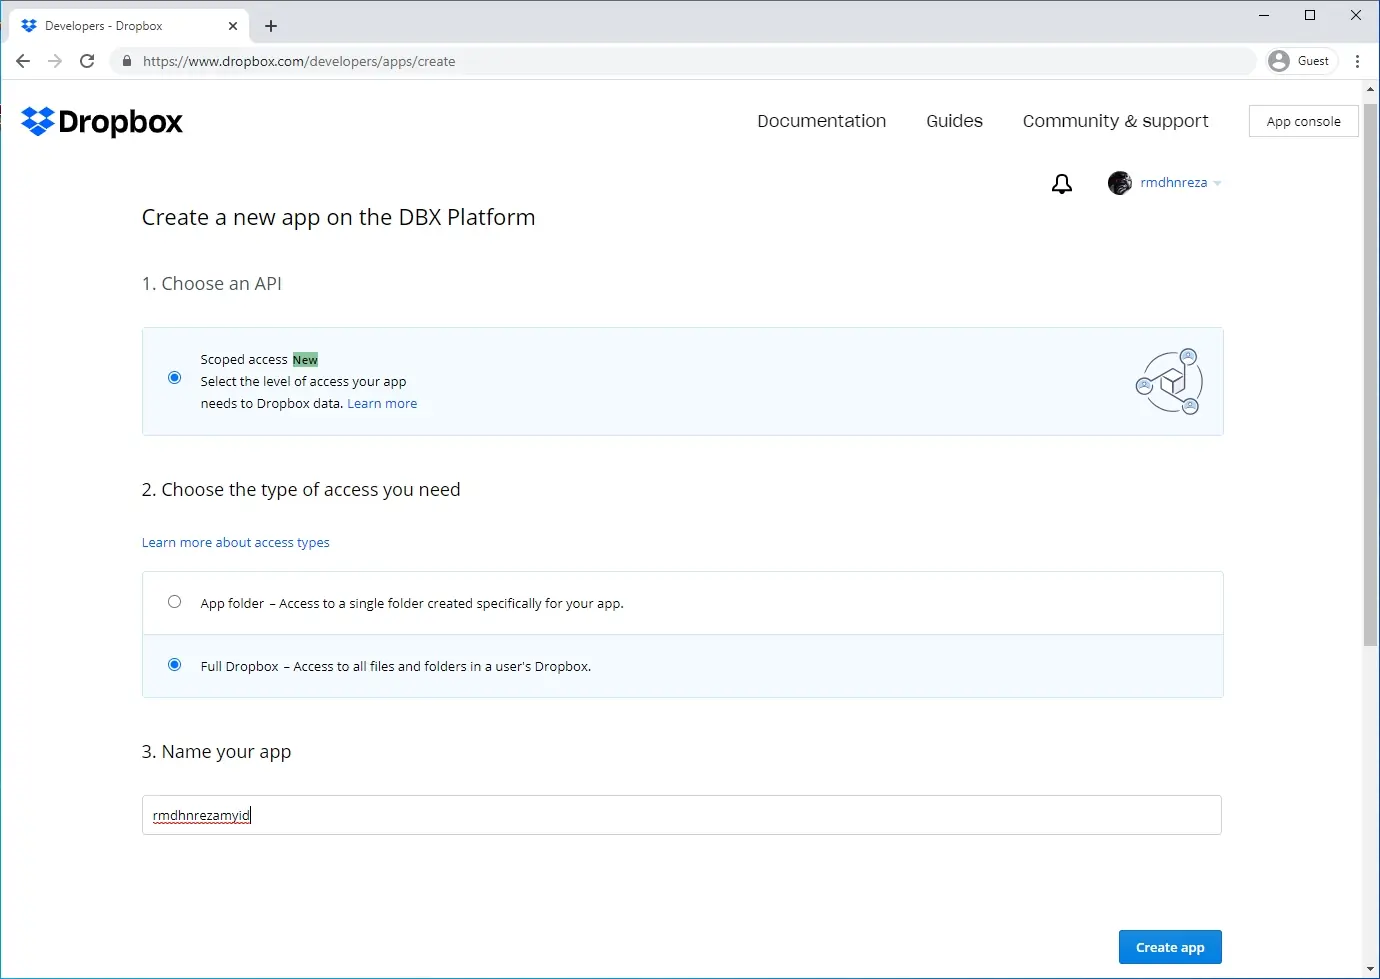 Developers - Dropbox
https://www.dropbox.com/developers/apps/create
Guest
Dropbox
Documentation
Guides
Community & support
App console
rmdhnreza
Create a new app on the DBX Platform
1. Choose an API
Scoped access New
Select the level of access your app
needs to Dropbox data. Learn more
2. Choose the type of access you need
Learn more about access types
App folder – Access to a single folder created specifically for your app.
Full Dropbox – Access to all files and folders in a user's Dropbox.
3. Name your app
rmdhnrezamyid
Create app